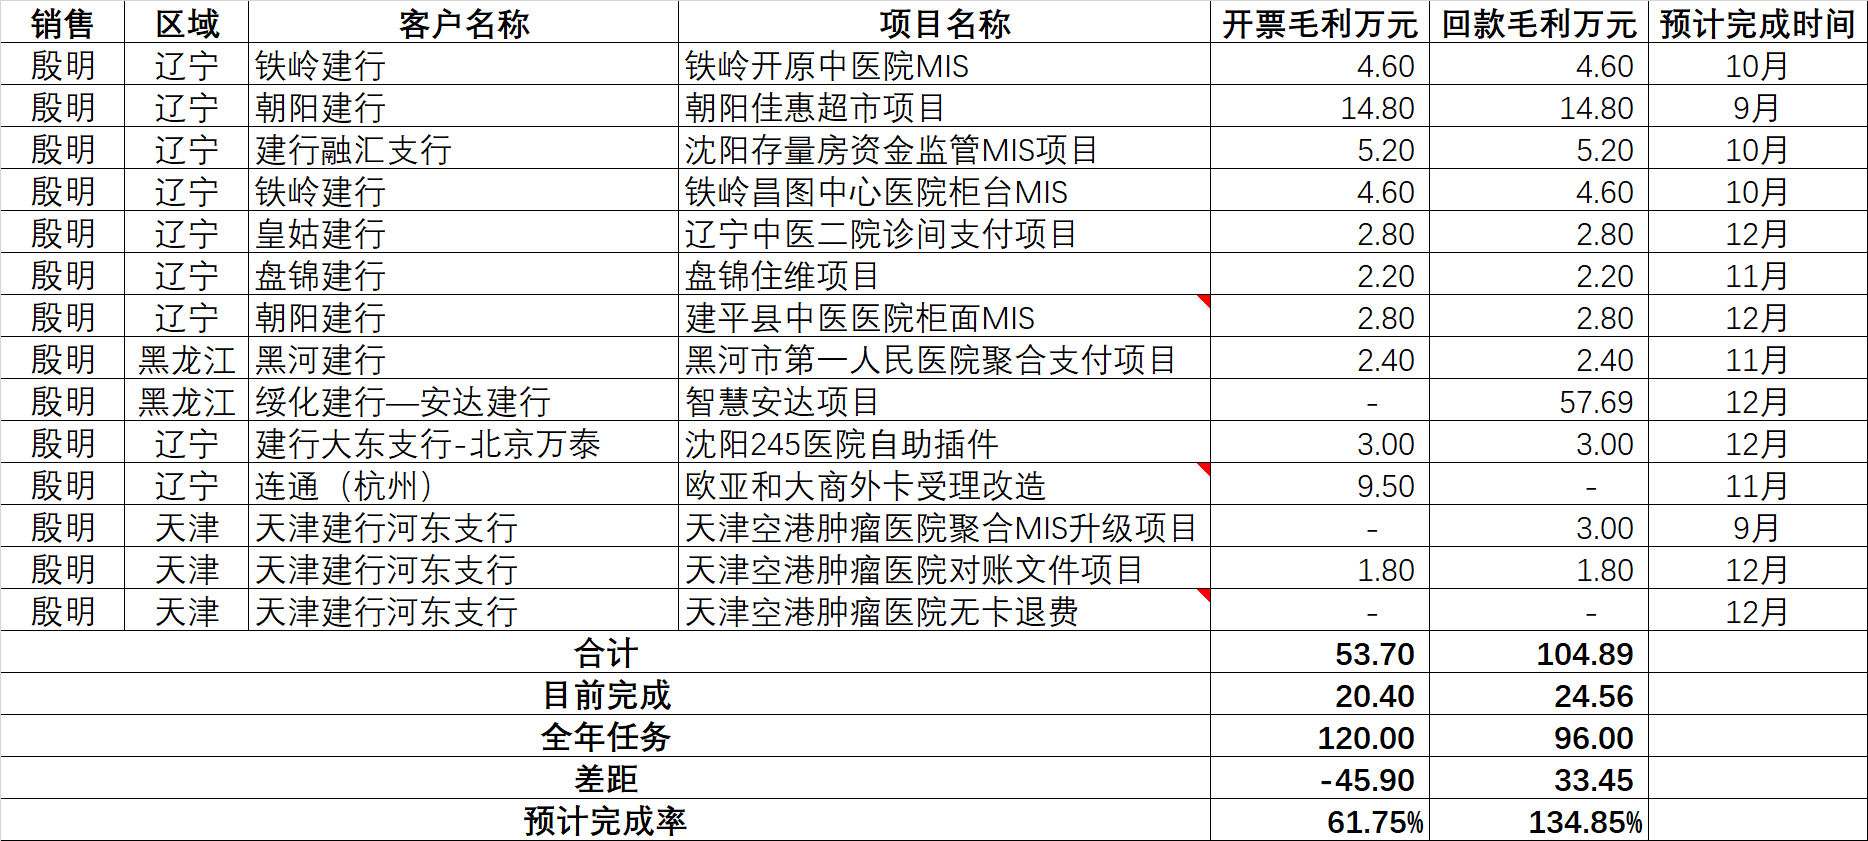 销售 区域 客户名称 项目名称 开票毛利万元 回款毛利万元 预计完成时间
殷明 辽宁 铁岭建行 铁岭开原中医院MIS 4.60 4.60 10月
殷明 辽宁 朝阳建行 朝阳佳惠超市项目 14.80 14.80 9月
殷明 辽宁 建行融汇支行 沈阳存量房资金监管MIS项目 5.20 5.20 10月
殷明 辽宁 铁岭建行 铁岭昌图中心医院柜台MIS 4.60 4.60 10月
殷明 辽宁 皇姑建行 辽宁中医二院诊间支付项目 2.80 2.80 12月
殷明 辽宁 盘锦建行 盘锦住维项目 2.20 2.20 11月
殷明 辽宁 朝阳建行 建平县中医医院柜面MIS 2.80 2.80 12月
殷明 黑龙江 黑河建行 黑河市第一人民医院聚合支付项目 2.40 2.40 11月
殷明 黑龙江 绥化建行—安达建行 智慧安达项目 - 57.69 12月
殷明 辽宁 建行大东支行-北京万泰 沈阳245医院自助插件 3.00 3.00 12月
殷明 辽宁 连通（杭州） 欧亚和大商外卡受理改造 9.50 - 11月
殷明 天津 天津建行河东支行 天津空港肿瘤医院聚合MIS升级项目 - 3.00 9月
殷明 天津 天津建行河东支行 天津空港肿瘤医院对账文件项目 1.80 1.80 12月
殷明 天津 天津建行河东支行 天津空港肿瘤医院无卡退费 - - 12月
合计 53.70 104.89
目前完成 20.40 24.56
全年任务 120.00 96.00
差距 -45.90 33.45
预计完成率 61.75% 134.85%